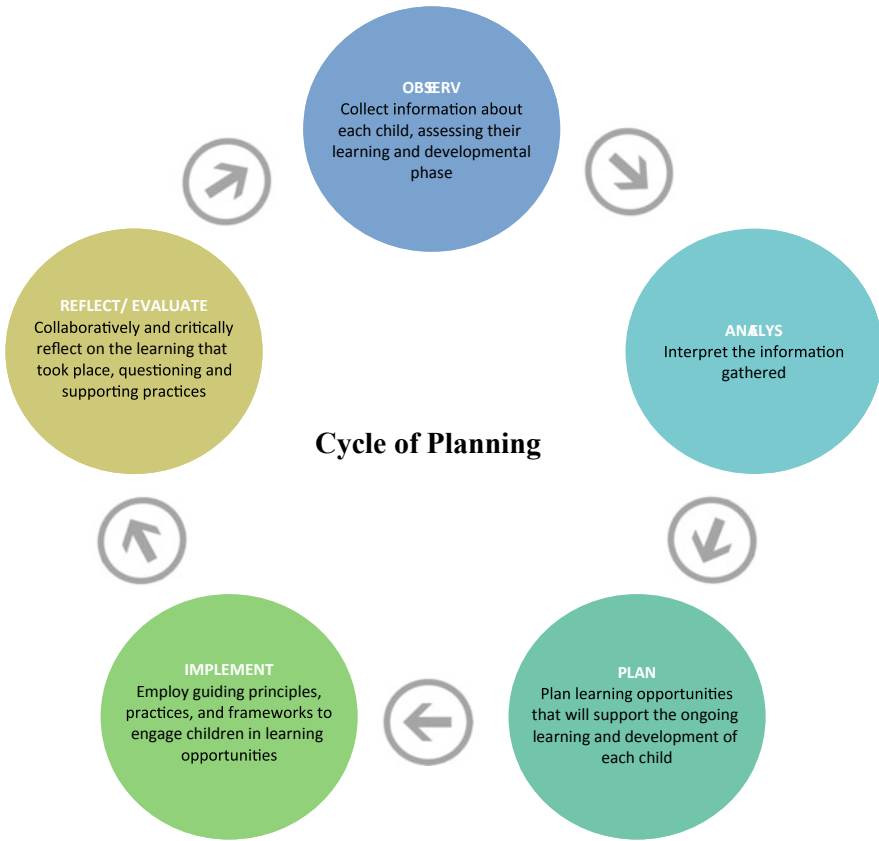 OBSERVE
Collect information about
each child, assessing their
learning and developmental
phase
ANALYSE
Interpret the information
gathered
PLAN
Plan learning opportunities
that will support the ongoing
learning and development of
each child
IMPLEMENT
Employ guiding principles,
practices, and frameworks to
engage children in learning
opportunities
REFLECT/ EVALUATE
Collaboratively and critically
reflect on the learning that
took place, questioning and
supporting practices
Cycle of Planning